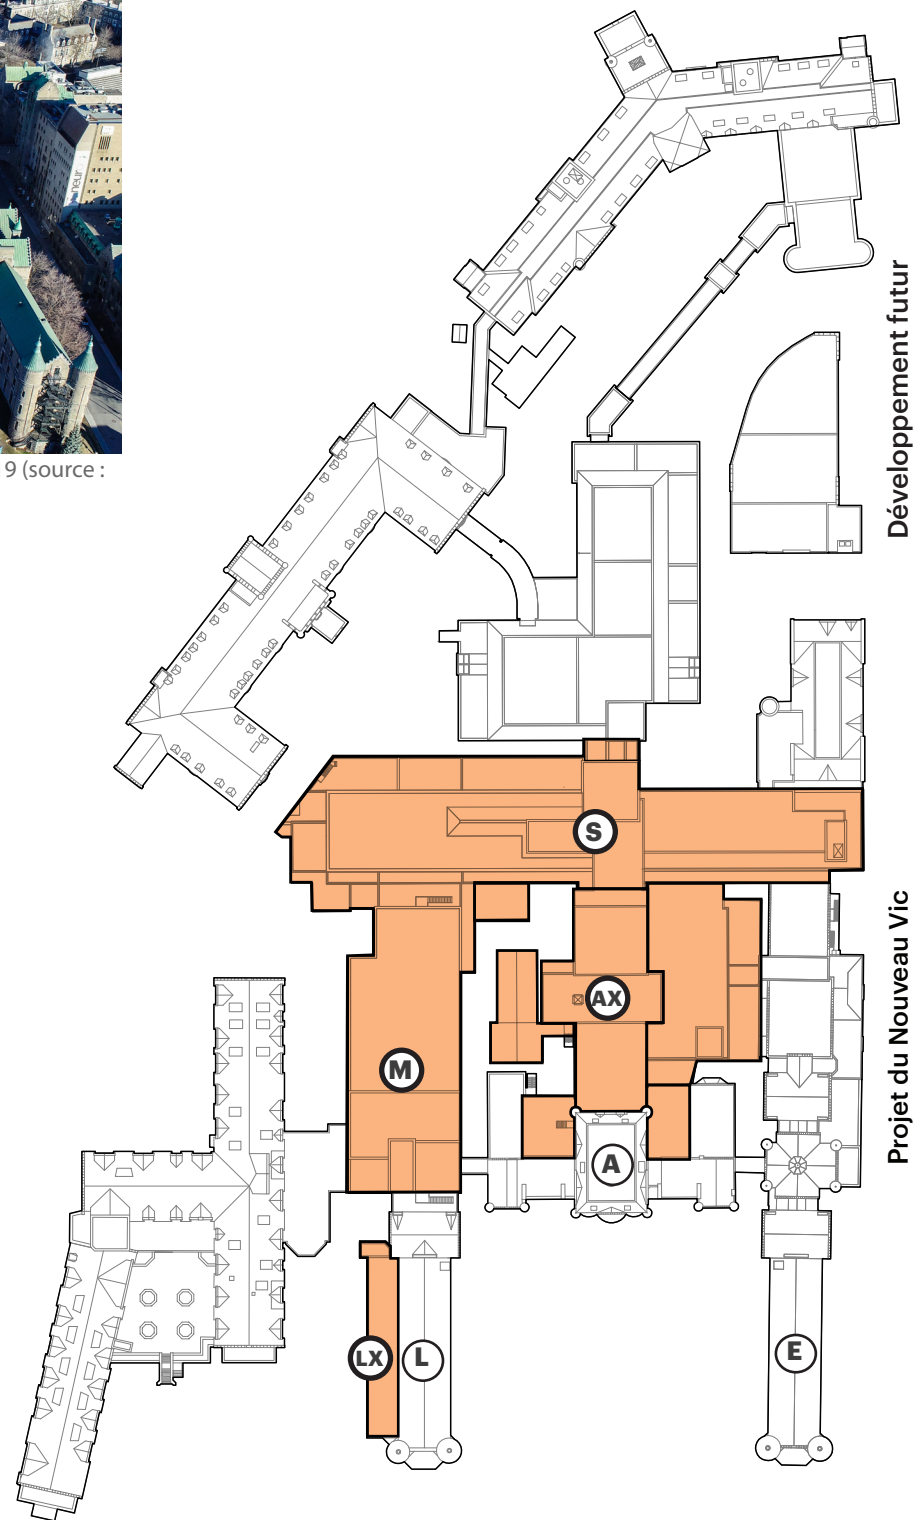 9 (source :
Développement futur
S
Projet du Nouveau Vic
AX
M
A
LX
L
E